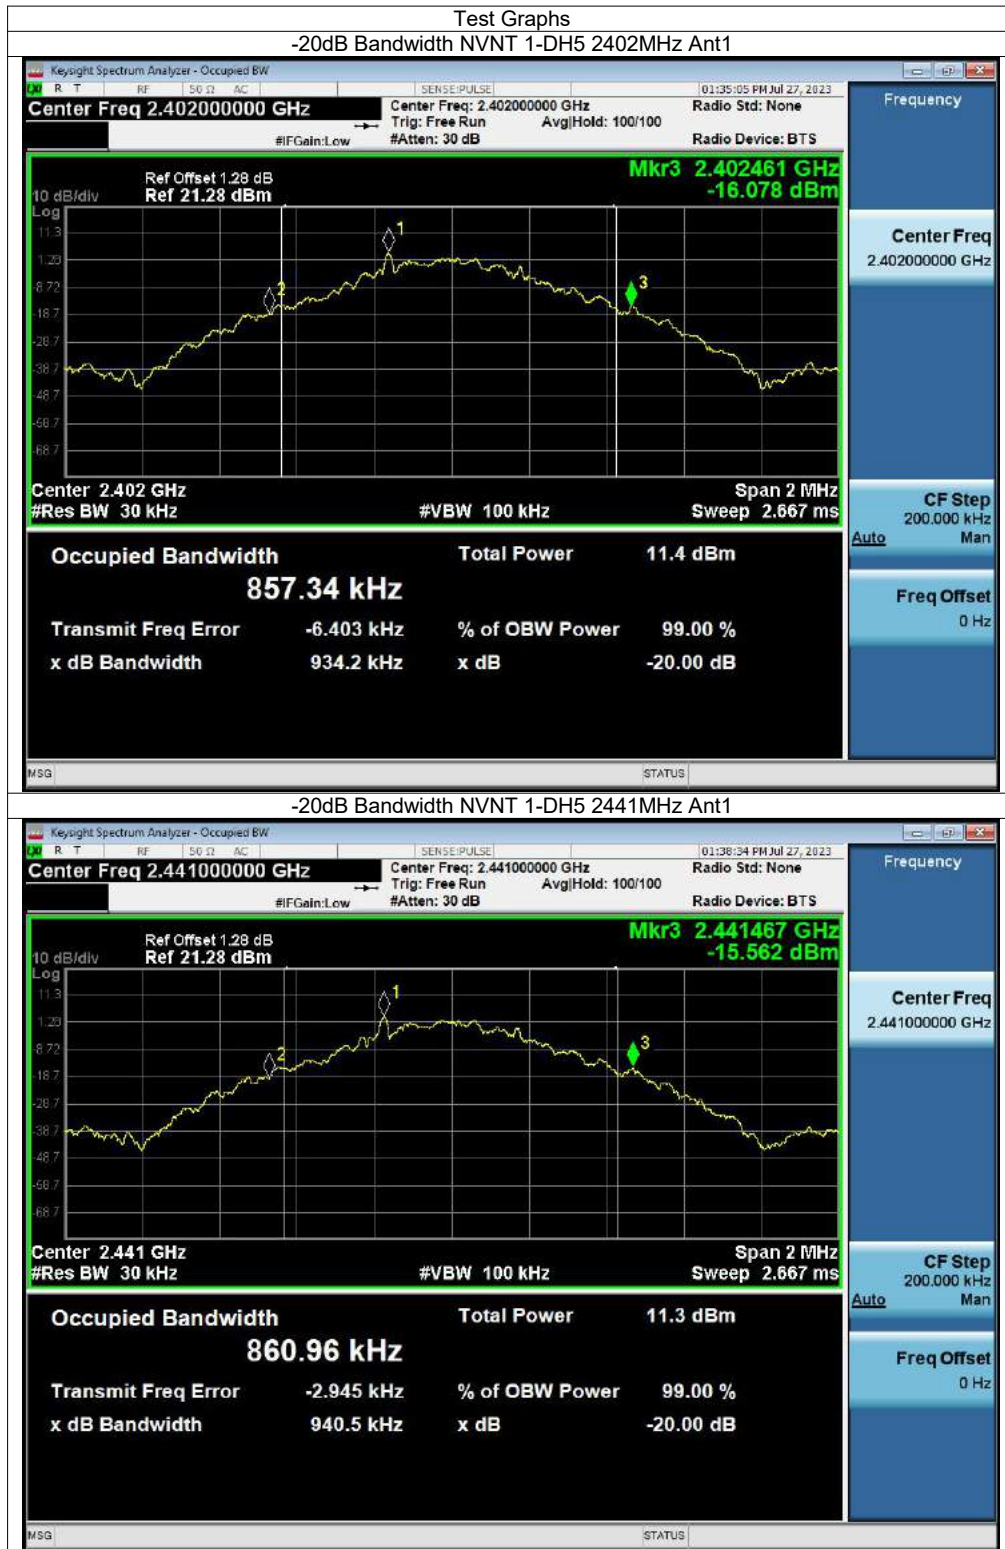 Test Graphs
-20dB Bandwidth NVNT 1-DH5 2402MHz Ant1
Keysight Spectrum Analyzer - Occupied BW
R T RF 50 Ω AC SENSE:PULSE 01:35:05 PM Jul 27, 2023
Center Freq 2.402000000 GHz
Center Freq: 2.402000000 GHz
Radio Std: None
Trig: Free Run Avg|Hold: 100/100
#IFGain:Low #Atten: 30 dB Radio Device: BTS
Frequency
Mkr3 2.402461 GHz
-16.078 dBm
Ref Offset 1.28 dB
10 dB/div Ref 21.28 dBm
Log
11.3
1.28
-8.72
-18.7
-28.7
-38.7
-48.7
-58.7
-68.7
1
2
3
Center 2.402 GHz Span 2 MHz
#Res BW 30 kHz #VBW 100 kHz Sweep 2.667 ms
Occupied Bandwidth Total Power 11.4 dBm
857.34 kHz
Transmit Freq Error -6.403 kHz % of OBW Power 99.00 %
x dB Bandwidth 934.2 kHz x dB -20.00 dB
Center Freq
2.402000000 GHz
CF Step
200.000 kHz
Auto Man
Freq Offset
0 Hz
MSG STATUS
-20dB Bandwidth NVNT 1-DH5 2441MHz Ant1
Keysight Spectrum Analyzer - Occupied BW
R T RF 50 Ω AC SENSE:PULSE 01:38:34 PM Jul 27, 2023
Center Freq 2.441000000 GHz
Center Freq: 2.441000000 GHz
Radio Std: None
Trig: Free Run Avg|Hold: 100/100
#IFGain:Low #Atten: 30 dB Radio Device: BTS
Frequency
Mkr3 2.441467 GHz
-15.562 dBm
Ref Offset 1.28 dB
10 dB/div Ref 21.28 dBm
Log
11.3
1.28
-8.72
-18.7
-28.7
-38.7
-48.7
-58.7
-68.7
1
2
3
Center 2.441 GHz Span 2 MHz
#Res BW 30 kHz #VBW 100 kHz Sweep 2.667 ms
Occupied Bandwidth Total Power 11.3 dBm
860.96 kHz
Transmit Freq Error -2.945 kHz % of OBW Power 99.00 %
x dB Bandwidth 940.5 kHz x dB -20.00 dB
Center Freq
2.441000000 GHz
CF Step
200.000 kHz
Auto Man
Freq Offset
0 Hz
MSG STATUS